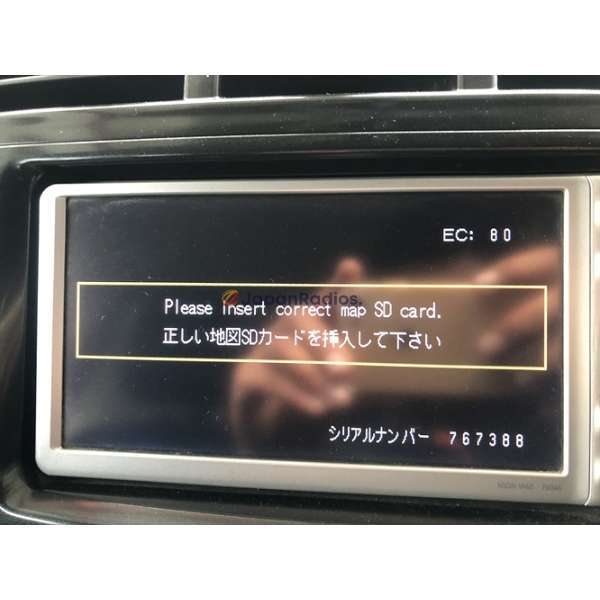 EC: 80
Please insert correct map SD card.
JapanRadios.
正しい地図SDカードを挿入して下さい
シリアルナンバー 767388